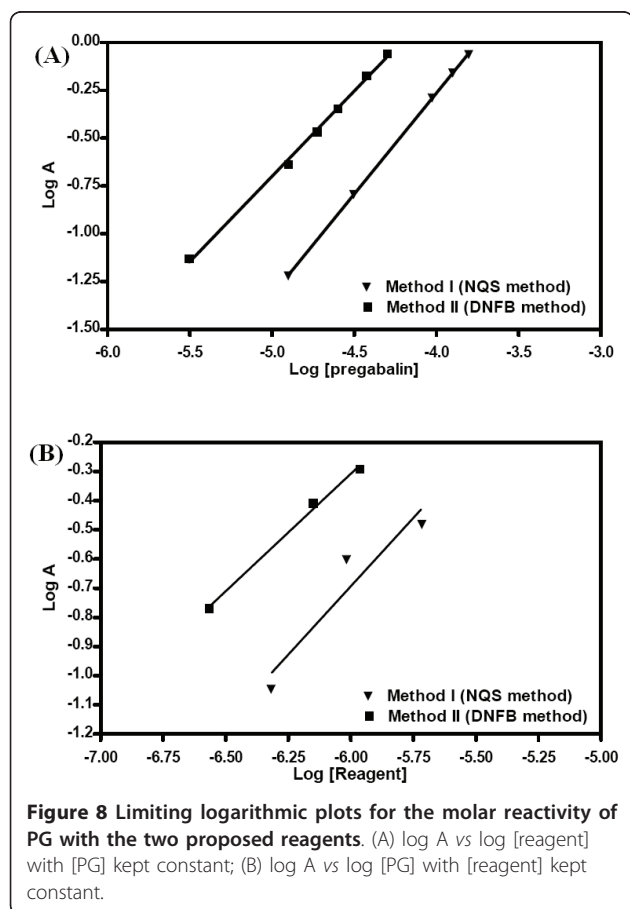 (A)
0.00
-0.25
-0.50
-0.75
-1.00
-1.25
-1.50
Log A
▼ Method I (NQS method)
■ Method II (DNFB method)
-6.0 -5.5 -5.0 -4.5 -4.0 -3.5 -3.0
Log [pregabalin]
(B)
-0.2
-0.3
-0.4
-0.5
-0.6
-0.7
-0.8
-0.9
-1.0
-1.1
-1.2
Log A
▼ Method I (NQS method)
■ Method II (DNFB method)
-7.00 -6.75 -6.50 -6.25 -6.00 -5.75 -5.50 -5.25 -5.00
Log [Reagent]
Figure 8 Limiting logarithmic plots for the molar reactivity of
PG with the two proposed reagents. (A) log A vs log [reagent]
with [PG] kept constant; (B) log A vs log [PG] with [reagent] kept
constant.